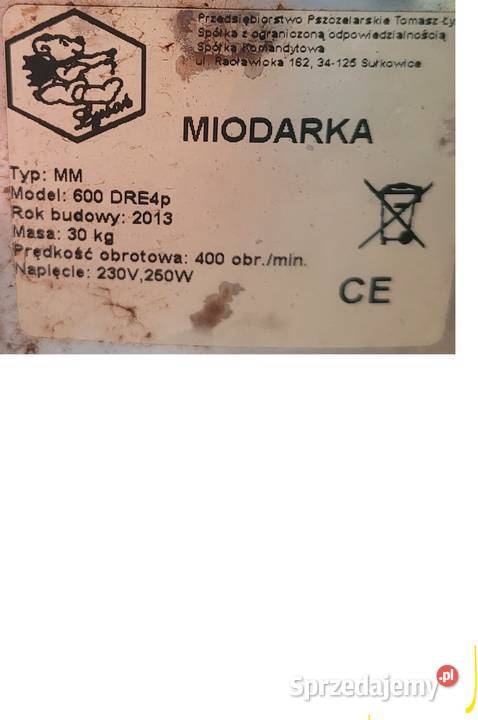 Przedsiębiorstwo Pszczelarskie Tomasz Ły
Spółka z ograniczoną odpowiedzialnością
Spółka Komandytowa
ul. Racławicka 162, 34-125 Sułkowice
Łysoń
MIODARKA
Typ: MM
Model: 600 DRE4p
Rok budowy: 2013
Masa: 30 kg
Prędkość obrotowa: 400 obr./min.
Napięcie: 230V,250W
CE
Sprzedajemy.pl